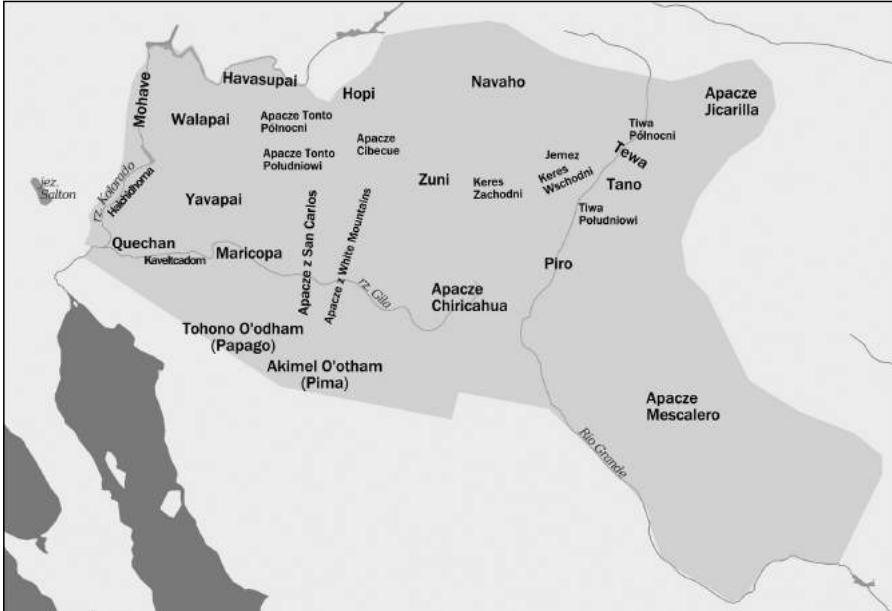 Mohave
Havasupai
Walapai
Hopi
Navaho
Apacze
Jicarilla
Apacze Tonto
Północni
Apacze
Cibecue
Apacze Tonto
Południowi
Tiwa
Północni
Tewa
Jemez
Keres
Wschodni
Tano
Zuni
Keres
Zachodni
Tiwa
Południowi
jez.
Salton
rz. Kolorado
Halchidhoma
Yavapai
Quechan
Kaveltcadom
Maricopa
Apacze z San Carlos
Apacze z White Mountains
rz. Gila
Apacze
Chiricahua
Piro
Tohono O'odham
(Papago)
Akimel O'otham
(Pima)
Apacze
Mescalero
Rio Grande